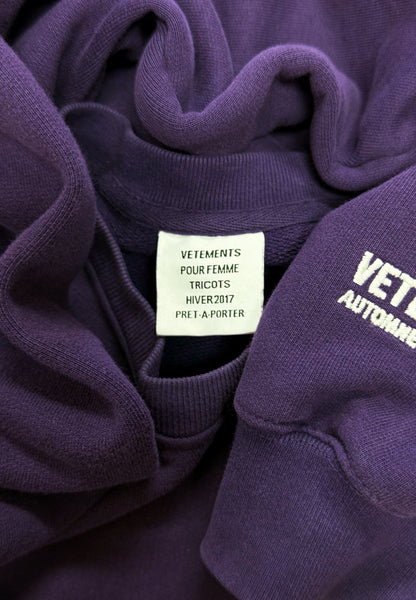 VETEMENTS
POUR FEMME
TRICOTS
HIVER2017
PRET-A-PORTER